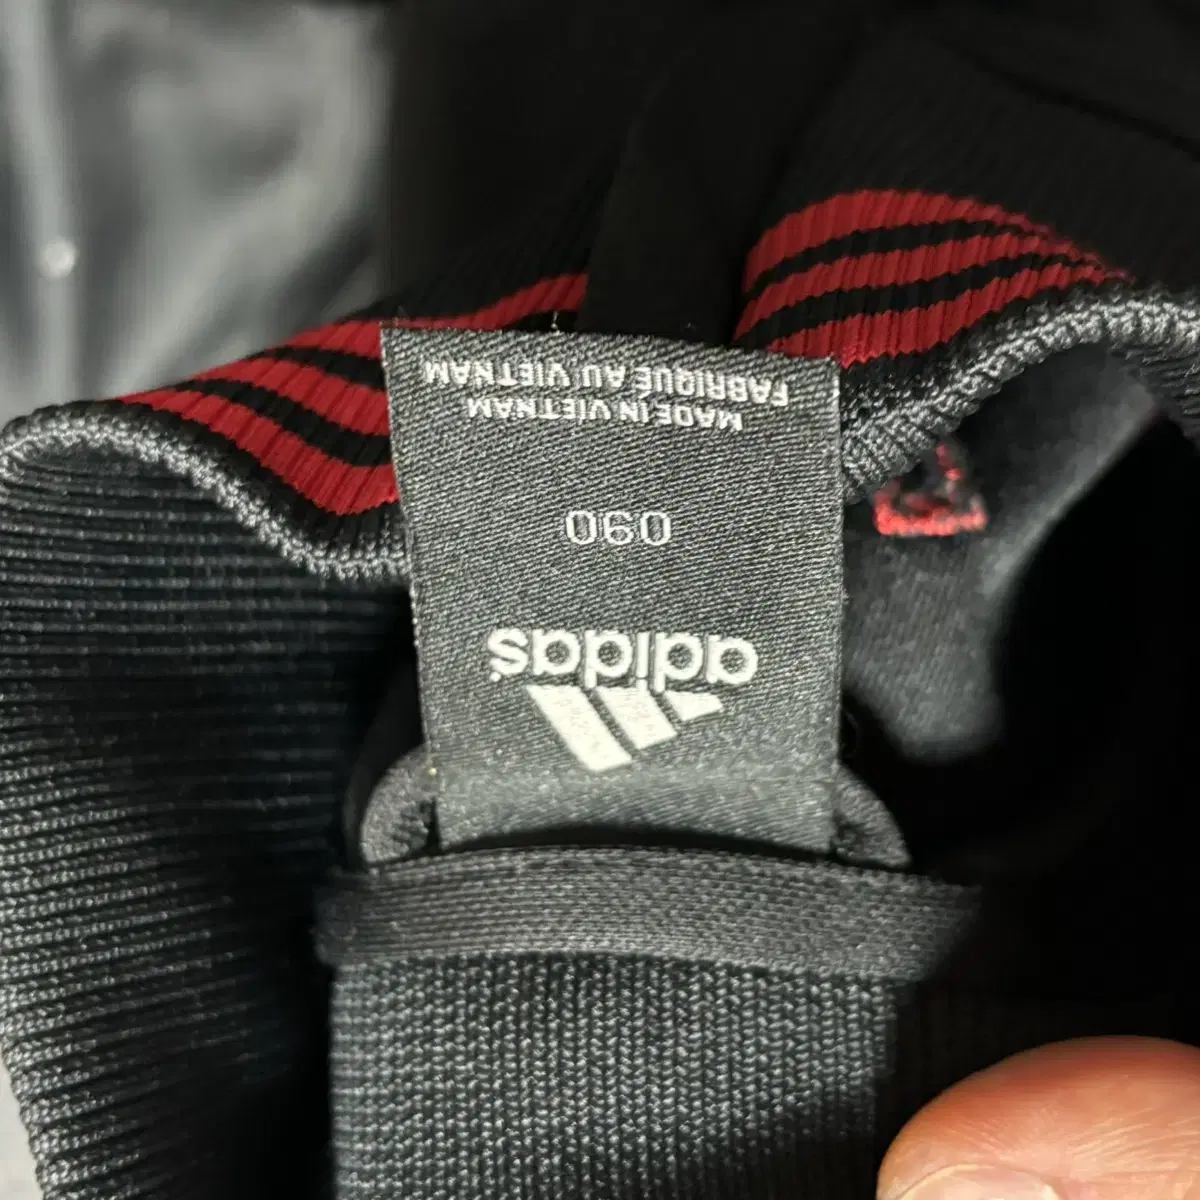 adidas
090
MADE IN VIETNAM
FABRIQUÉ AU VIETNAM